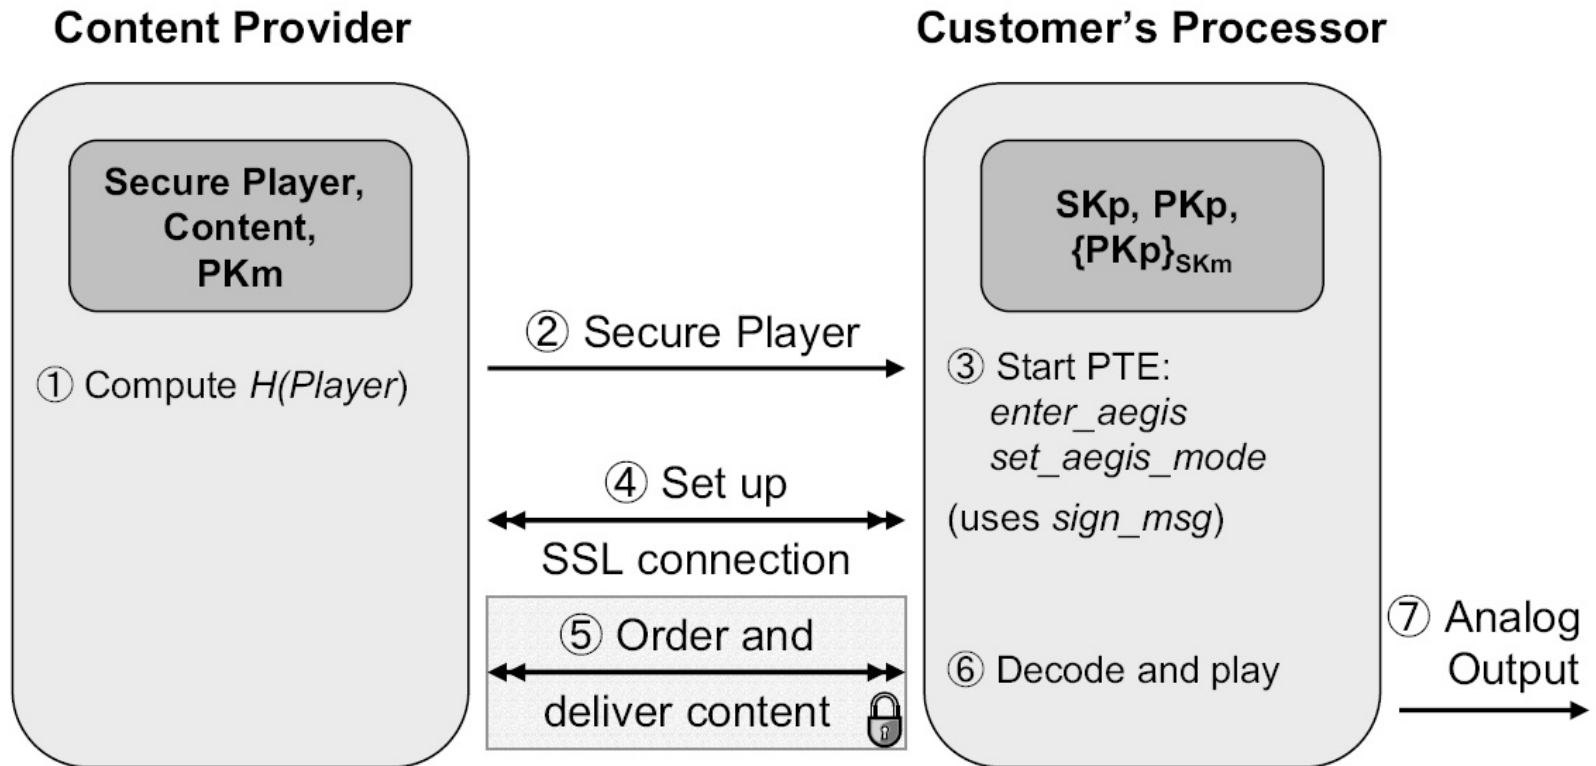 Content Provider
Customer’s Processor
Secure Player,
Content,
PKm
① Compute H(Player)
② Secure Player
④ Set up
SSL connection
⑤ Order and
deliver content
SKp, PKp,
{PKp}SKm
③ Start PTE:
enter_aegis
set_aegis_mode
(uses sign_msg)
⑥ Decode and play
⑦ Analog
Output